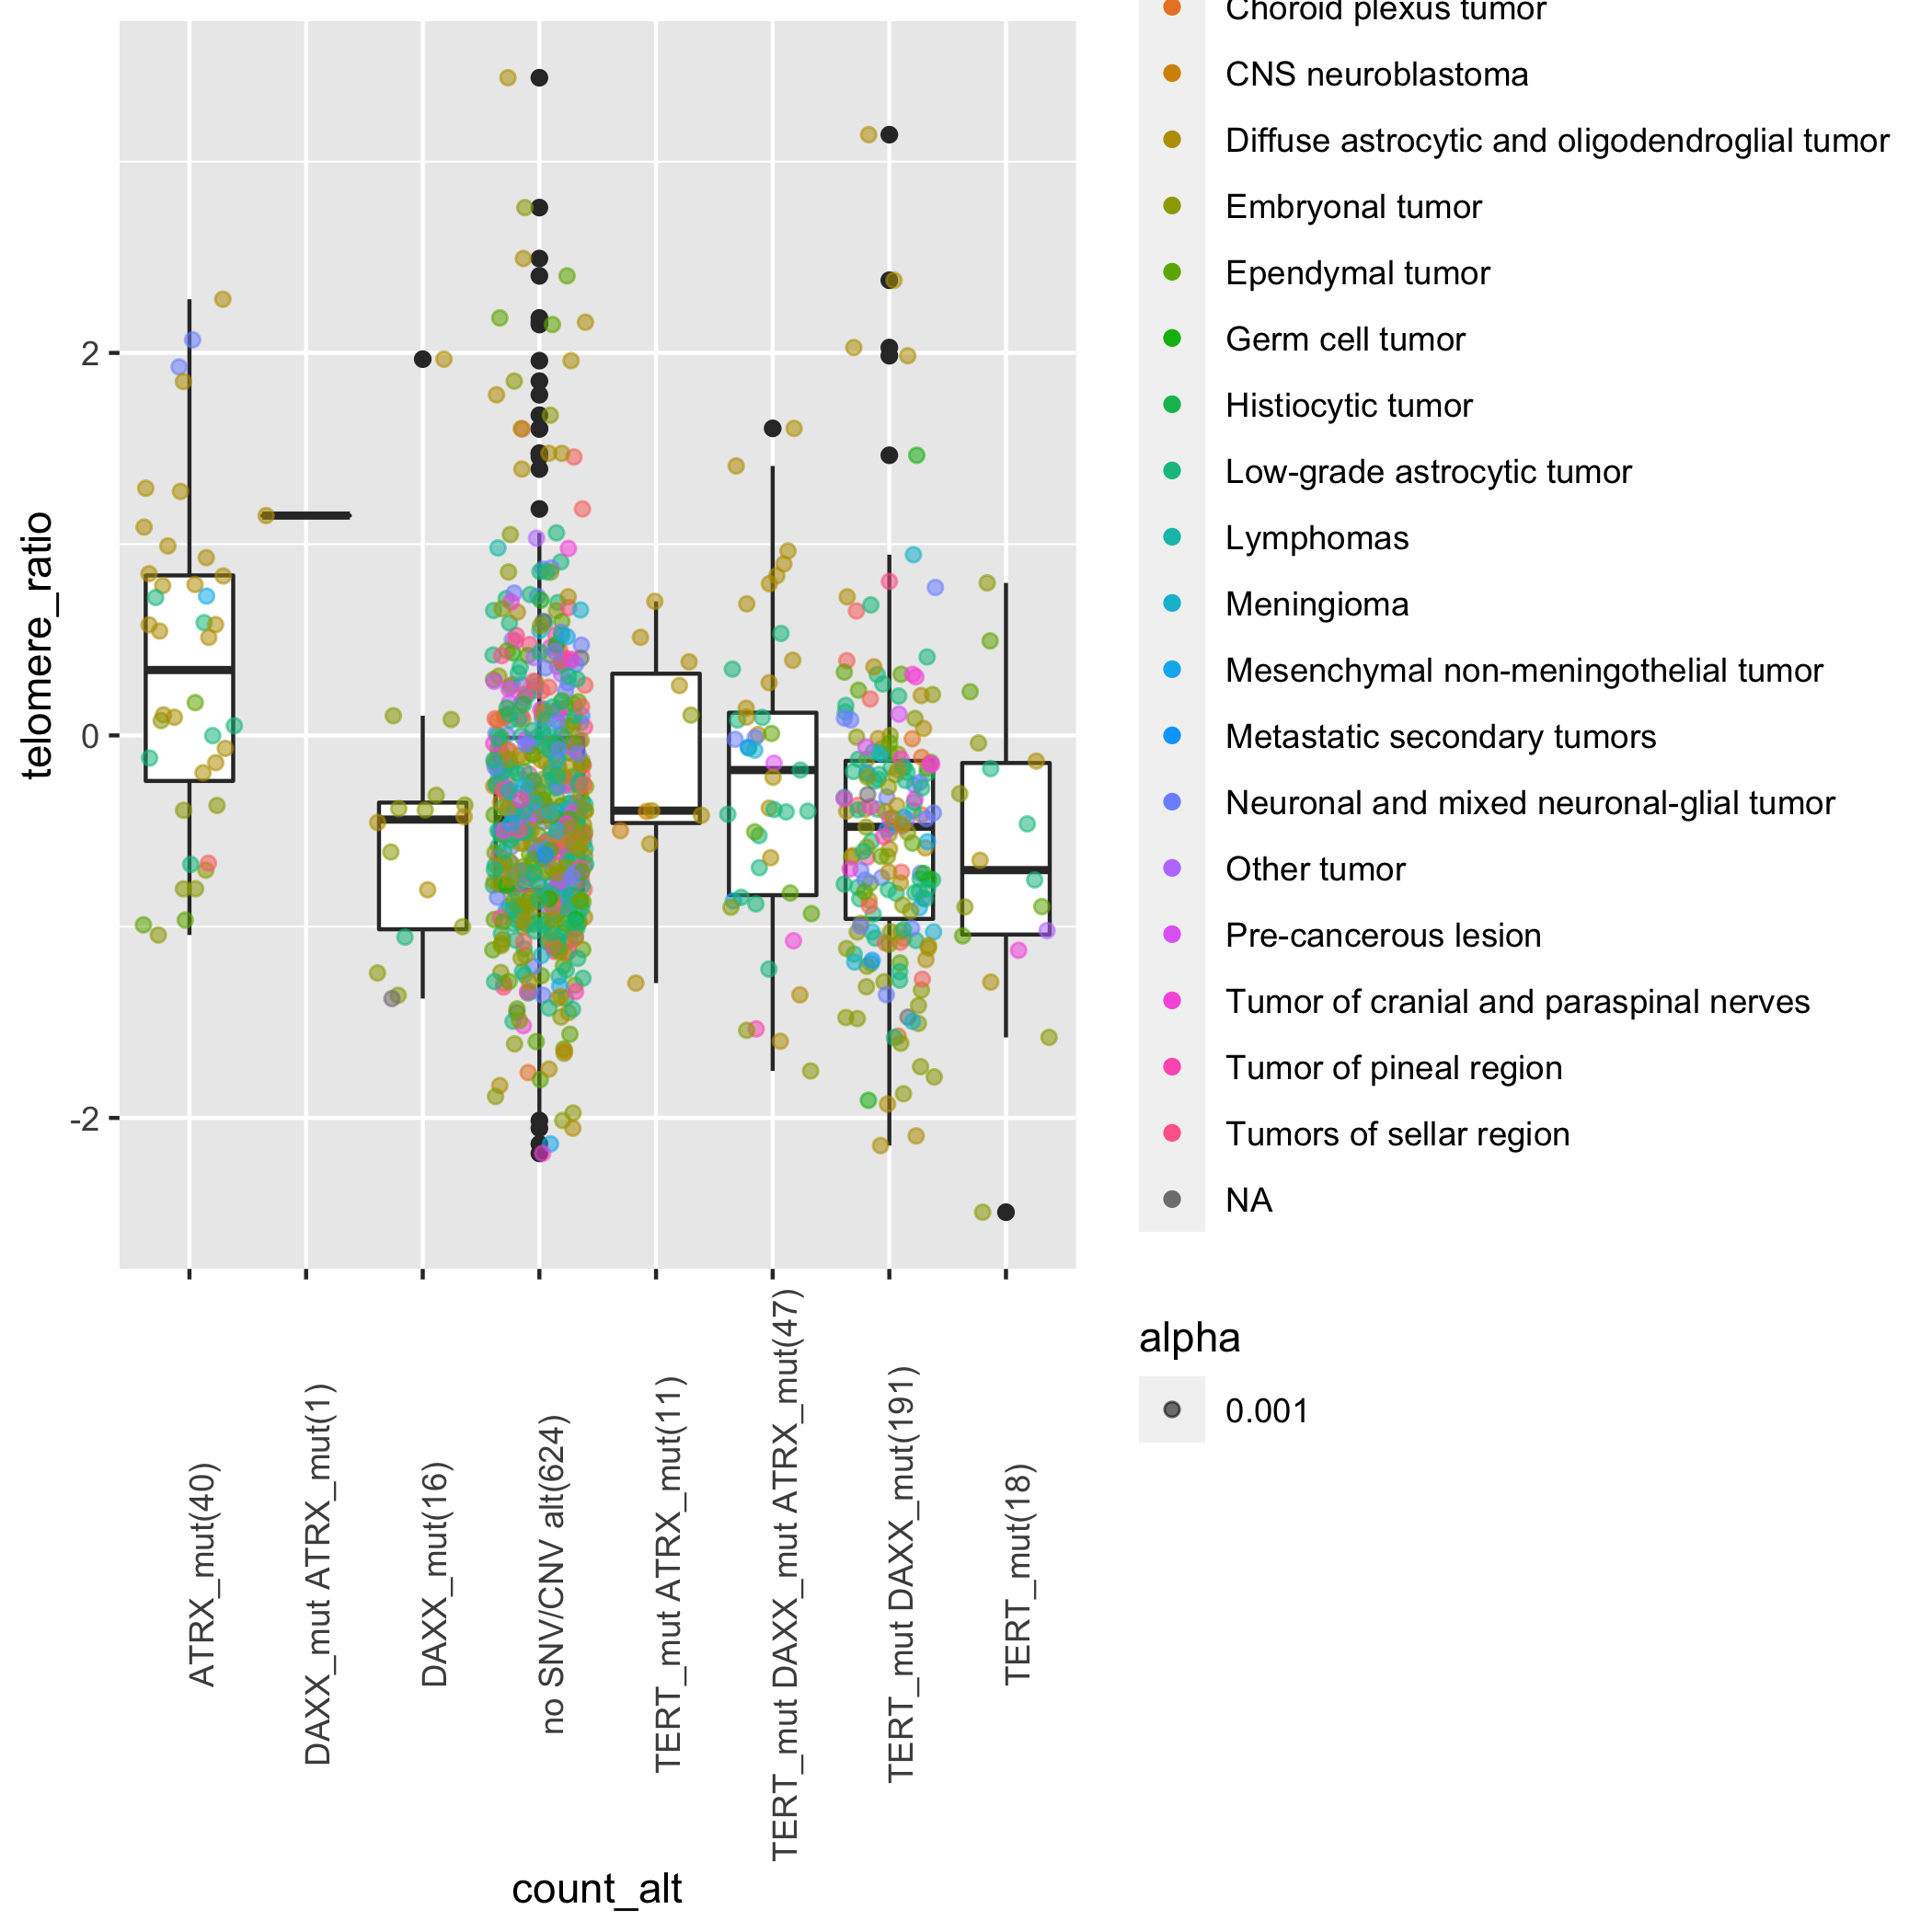 telomere_ratio
2
0
-2
ATRX_mut(40)
DAXX_mut ATRX_mut(1)
DAXX_mut(16)
no SNV/CNV alt(624)
TERT_mut ATRX_mut(11)
TERT_mut DAXX_mut ATRX_mut(47)
TERT_mut DAXX_mut(191)
TERT_mut(18)
count_alt
Choroid plexus tumor
CNS neuroblastoma
Diffuse astrocytic and oligodendroglial tumor
Embryonal tumor
Ependymal tumor
Germ cell tumor
Histiocytic tumor
Low-grade astrocytic tumor
Lymphomas
Meningioma
Mesenchymal non-meningothelial tumor
Metastatic secondary tumors
Neuronal and mixed neuronal-glial tumor
Other tumor
Pre-cancerous lesion
Tumor of cranial and paraspinal nerves
Tumor of pineal region
Tumors of sellar region
NA
alpha
0.001